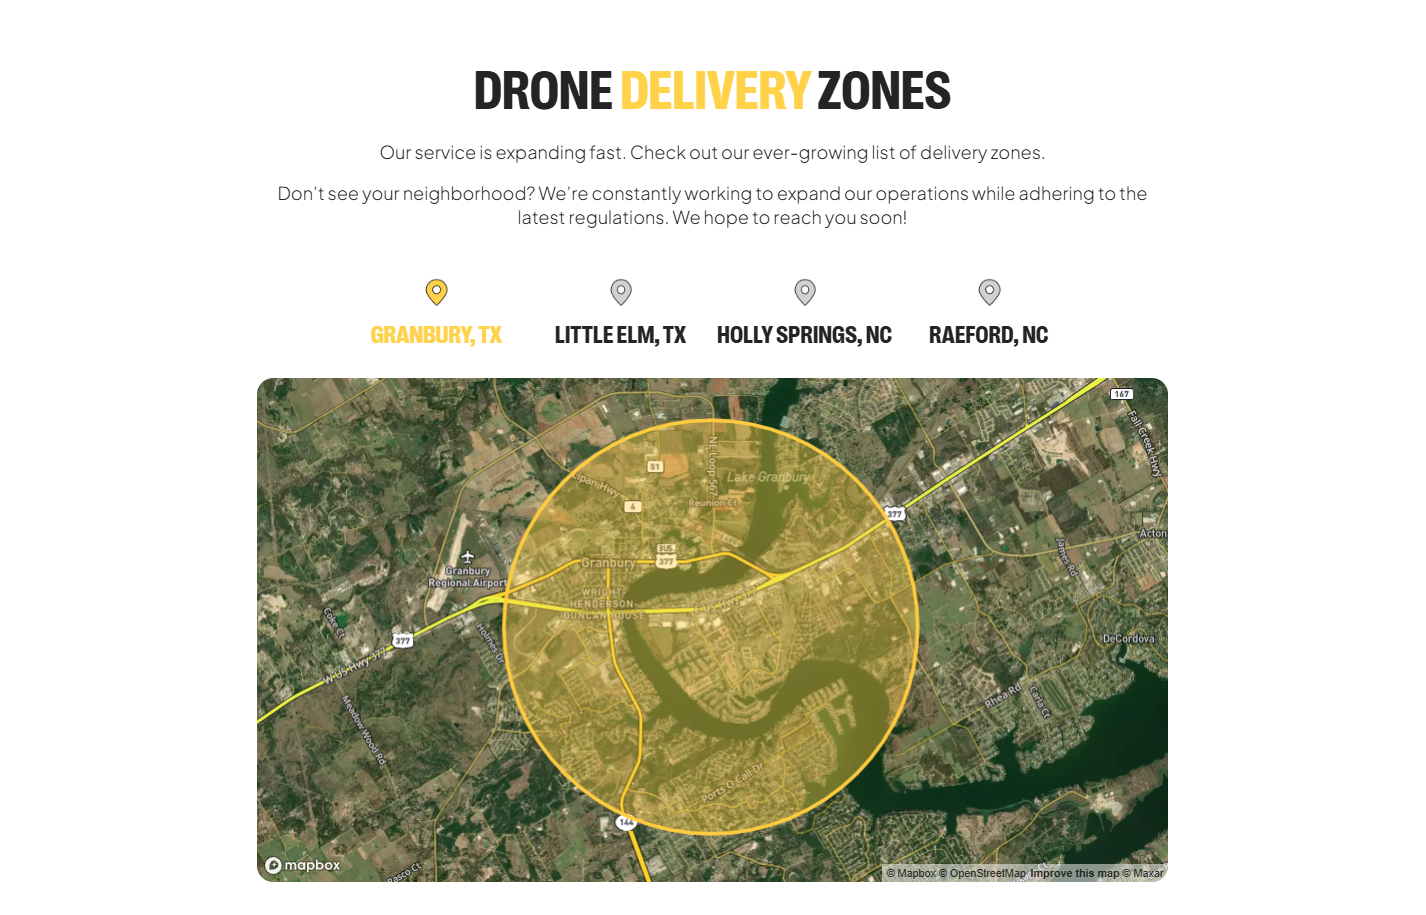 DRONE DELIVERY ZONES
Our service is expanding fast. Check out our ever-growing list of delivery zones.
Don't see your neighborhood? We're constantly working to expand our operations while adhering to the
latest regulations. We hope to reach you soon!
GRANBURY, TX
LITTLE ELM, TX
HOLLY SPRINGS, NC
RAEFORD, NC
167
Fall Creek Hwy
51
NE Loop 567
Lake Granbury
Lipan Hwy
4
Reunion Ct
377
Acton
James Rd
BUS
377
Granbury
Granbury
Regional Airport
WRIGHT-
HENDERSON-
DUNCAN HOUSE
E US Hwy 377
Coke Ct
Holmes Dr
377
W US Hwy 377
DeCordova
Rhea Rd
Carla Ct
Meadow Wood Rd
Ports O Call Dr
144
mapbox
Rasco Ct
Ct
© Mapbox © OpenStreetMap Improve this map © Maxar